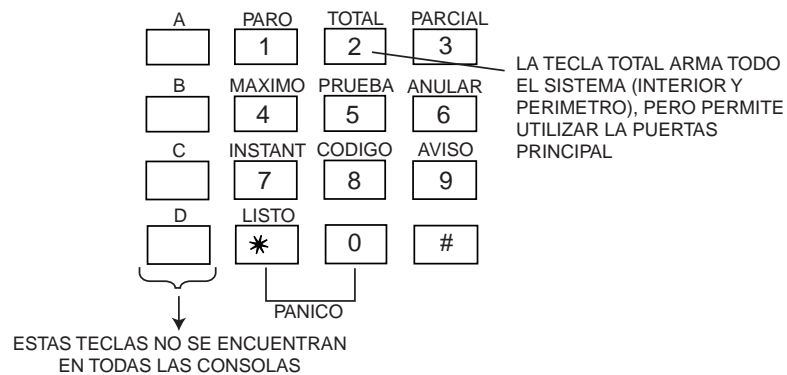 A PARO TOTAL PARCIAL
1 2 3
LA TECLA TOTAL ARMA TODO
EL SISTEMA (INTERIOR Y
PERIMETRO), PERO PERMITE
UTILIZAR LA PUERTAS
PRINCIPAL
B MAXIMO PRUEBA ANULAR
4 5 6
C INSTANT CODIGO AVISO
7 8 9
D LISTO
* 0 #
PANICO
ESTAS TECLAS NO SE ENCUENTRAN
EN TODAS LAS CONSOLAS